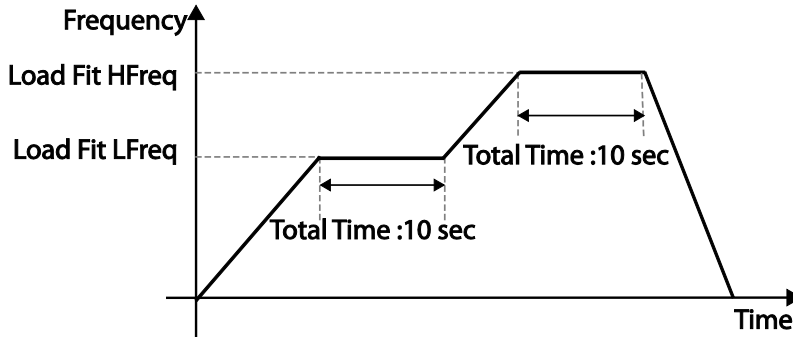 Frequency
Load Fit HFreq
Load Fit LFreq
Total Time :10 sec
Total Time :10 sec
Time